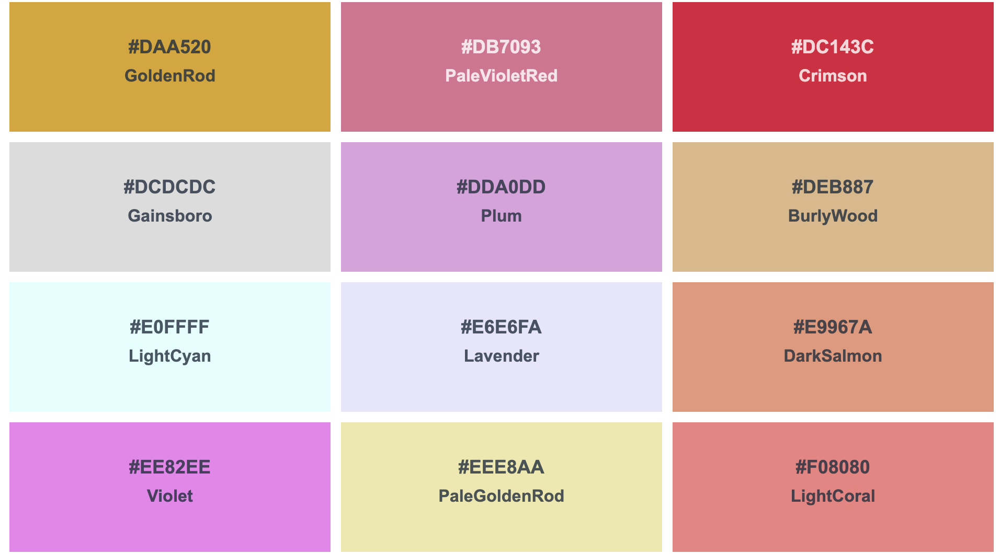 #DAA520
GoldenRod
#DB7093
PaleVioletRed
#DC143C
Crimson
#DCDCDC
Gainsboro
#DDA0DD
Plum
#DEB887
BurlyWood
#E0FFFF
LightCyan
#E6E6FA
Lavender
#E9967A
DarkSalmon
#EE82EE
Violet
#EEE8AA
PaleGoldenRod
#F08080
LightCoral